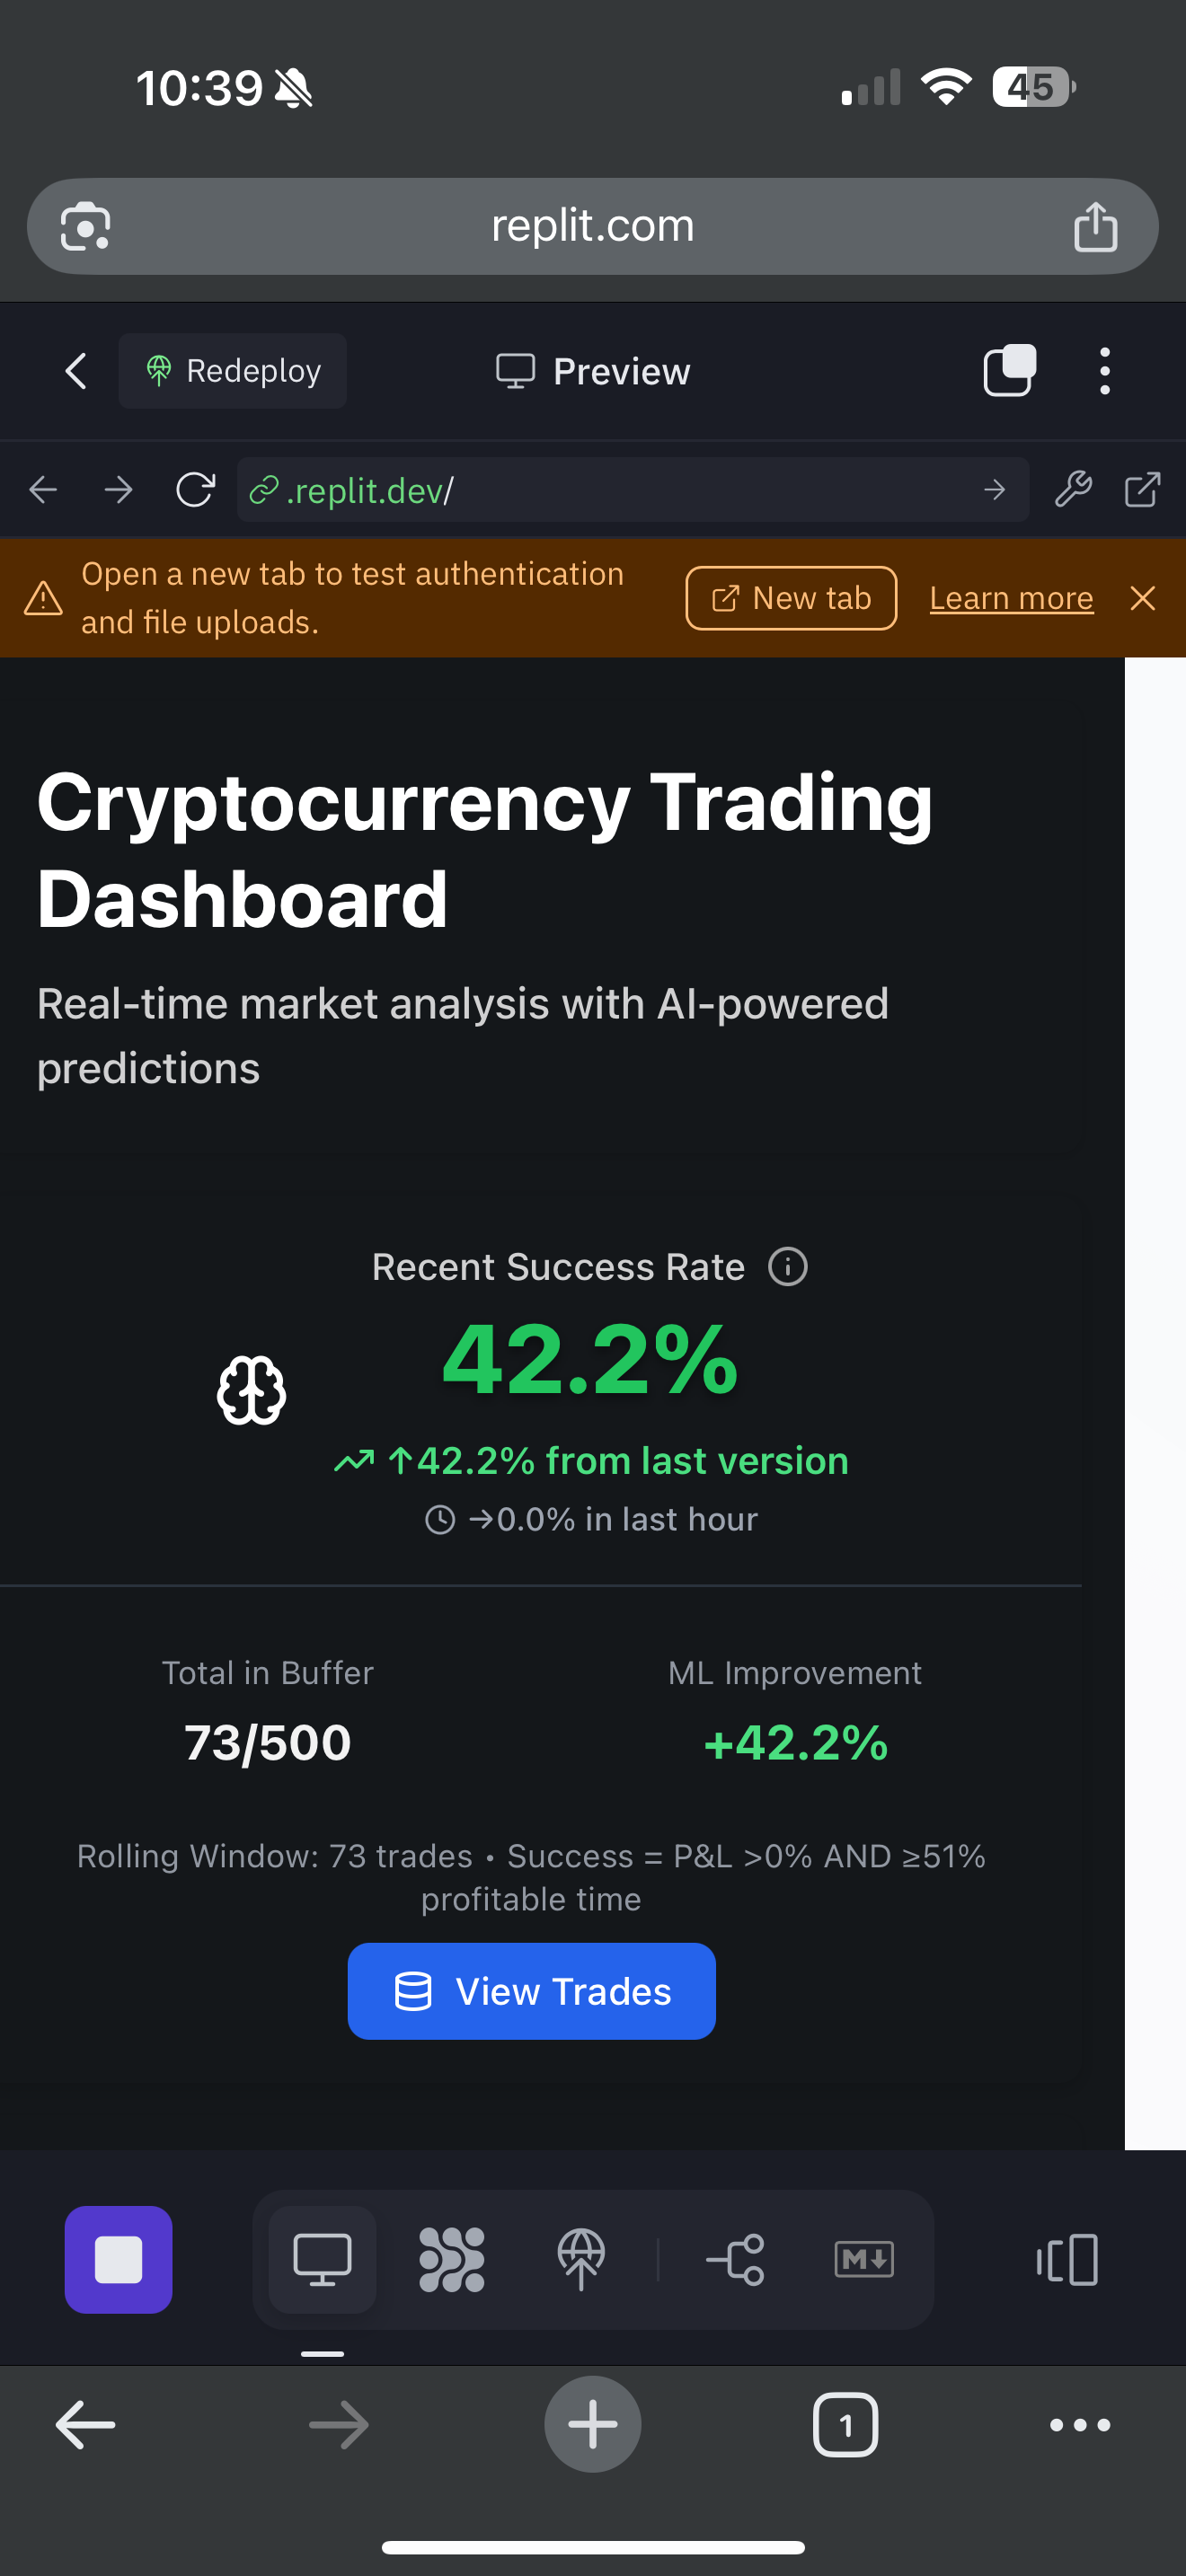 10:39
45
replit.com
Redeploy
Preview
.replit.dev/
Open a new tab to test authentication
and file uploads.
New tab
Learn more
Cryptocurrency Trading
Dashboard
Real-time market analysis with AI-powered
predictions
Recent Success Rate
42.2%
↑42.2% from last version
→0.0% in last hour
Total in Buffer
73/500
ML Improvement
+42.2%
Rolling Window: 73 trades • Success = P&L >0% AND ≥51%
profitable time
View Trades
M
1